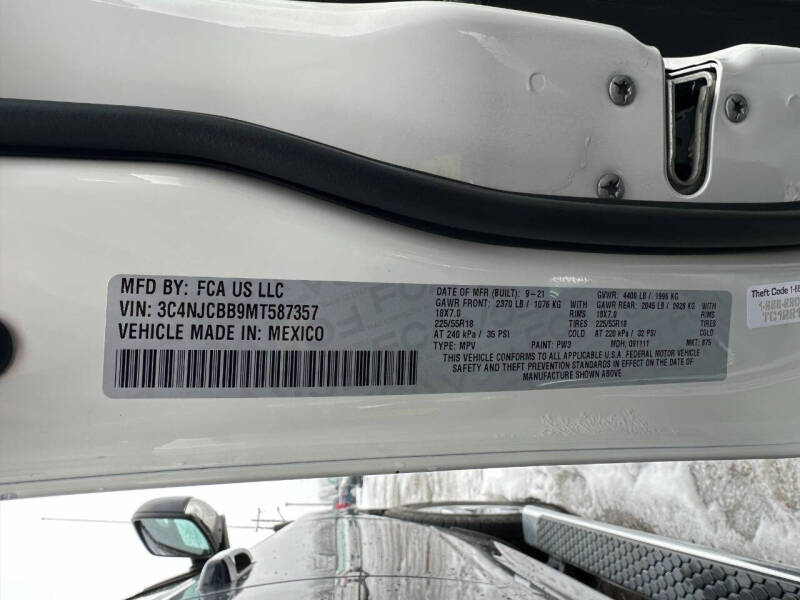 MFD BY: FCA US LLC
VIN: 3C4NJCBB9MT587357
VEHICLE MADE IN: MEXICO
DATE OF MFR (BUILT): 9-21 GVWR: 4400 LB / 1996 KG
GAWR FRONT: 2370 LB / 1076 KG WITH GAWR REAR: 2045 LB / 0928 KG WITH
18X7.0 RIMS 18X7.0 RIMS
225/55R18 TIRES 225/55R18 TIRES
AT 240 kPa / 35 PSI COLD AT 220 kPa / 32 PSI COLD
TYPE: MPV PAINT: PW3 MDH: 091111 MKT: 875
THIS VEHICLE CONFORMS TO ALL APPLICABLE U.S.A. FEDERAL MOTOR VEHICLE
SAFETY AND THEFT PREVENTION STANDARDS IN EFFECT ON THE DATE OF
MANUFACTURE SHOWN ABOVE.
Theft Code 1-88